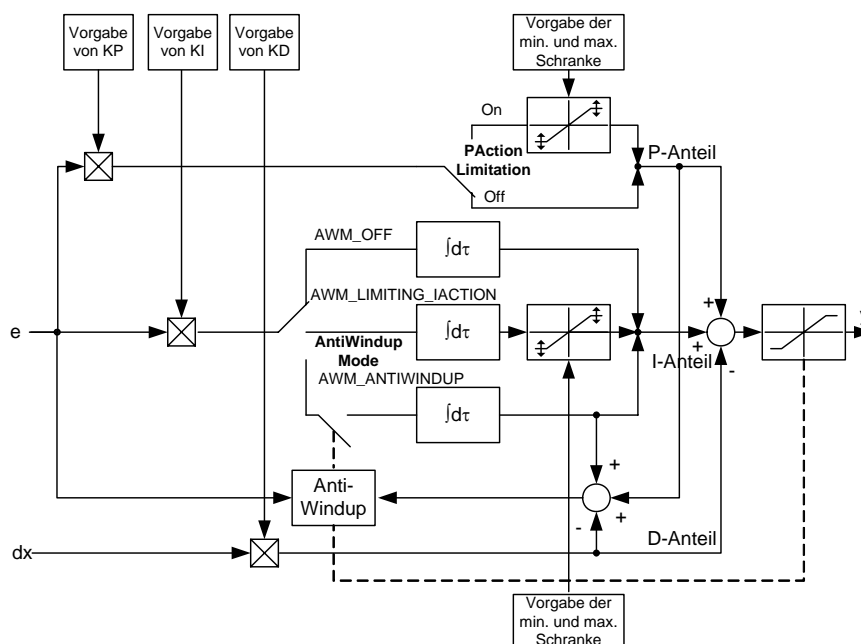 Vorgabe
von KP
Vorgabe
von KI
Vorgabe
von KD
Vorgabe der
min. und max.
Schranke
On
PAction
Limitation
Off
P-Anteil
AWM_OFF
∫dτ
AWM_LIMITING_IACTION
∫dτ
AntiWindup
Mode
AWM_ANTIWINDUP
∫dτ
e
+
+
I-Anteil
-
+
+
-
Anti-
Windup
dx
D-Anteil
Vorgabe der
min. und max.
Schranke